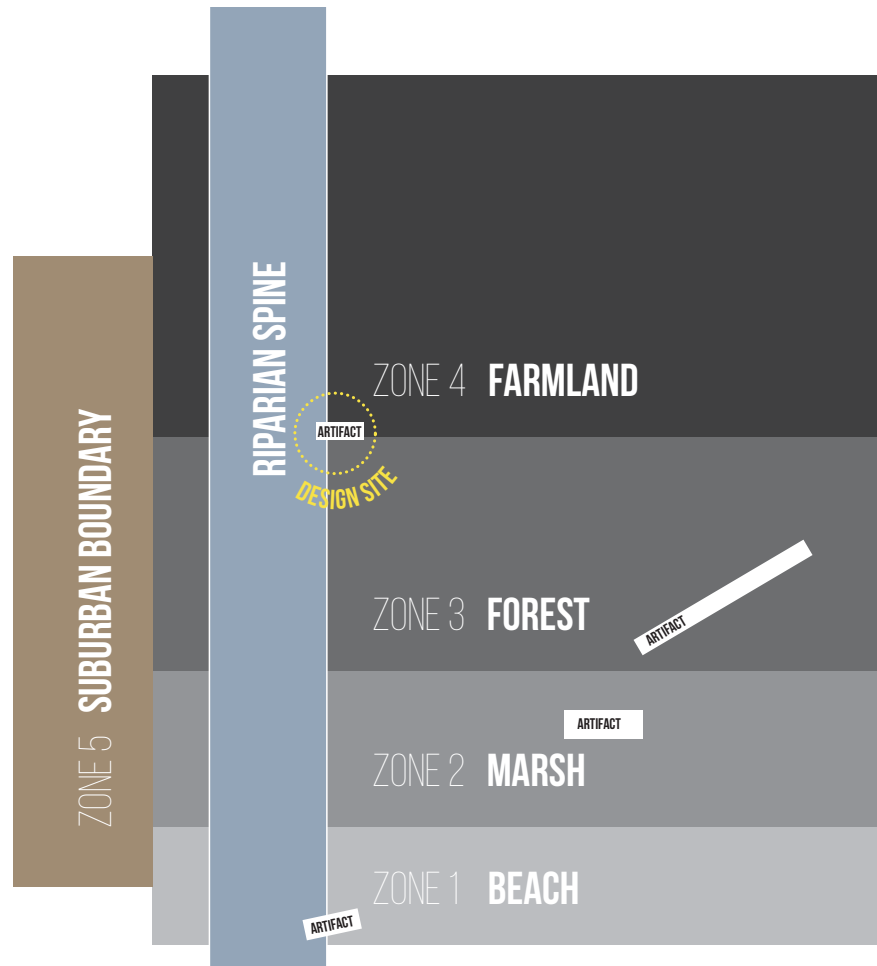 RIPARIAN SPINE
ZONE 4 FARMLAND
ARTIFACT
DESIGN SITE
ZONE 5 SUBURBAN BOUNDARY
ZONE 3 FOREST
ARTIFACT
ARTIFACT
ZONE 2 MARSH
ZONE 1 BEACH
ARTIFACT